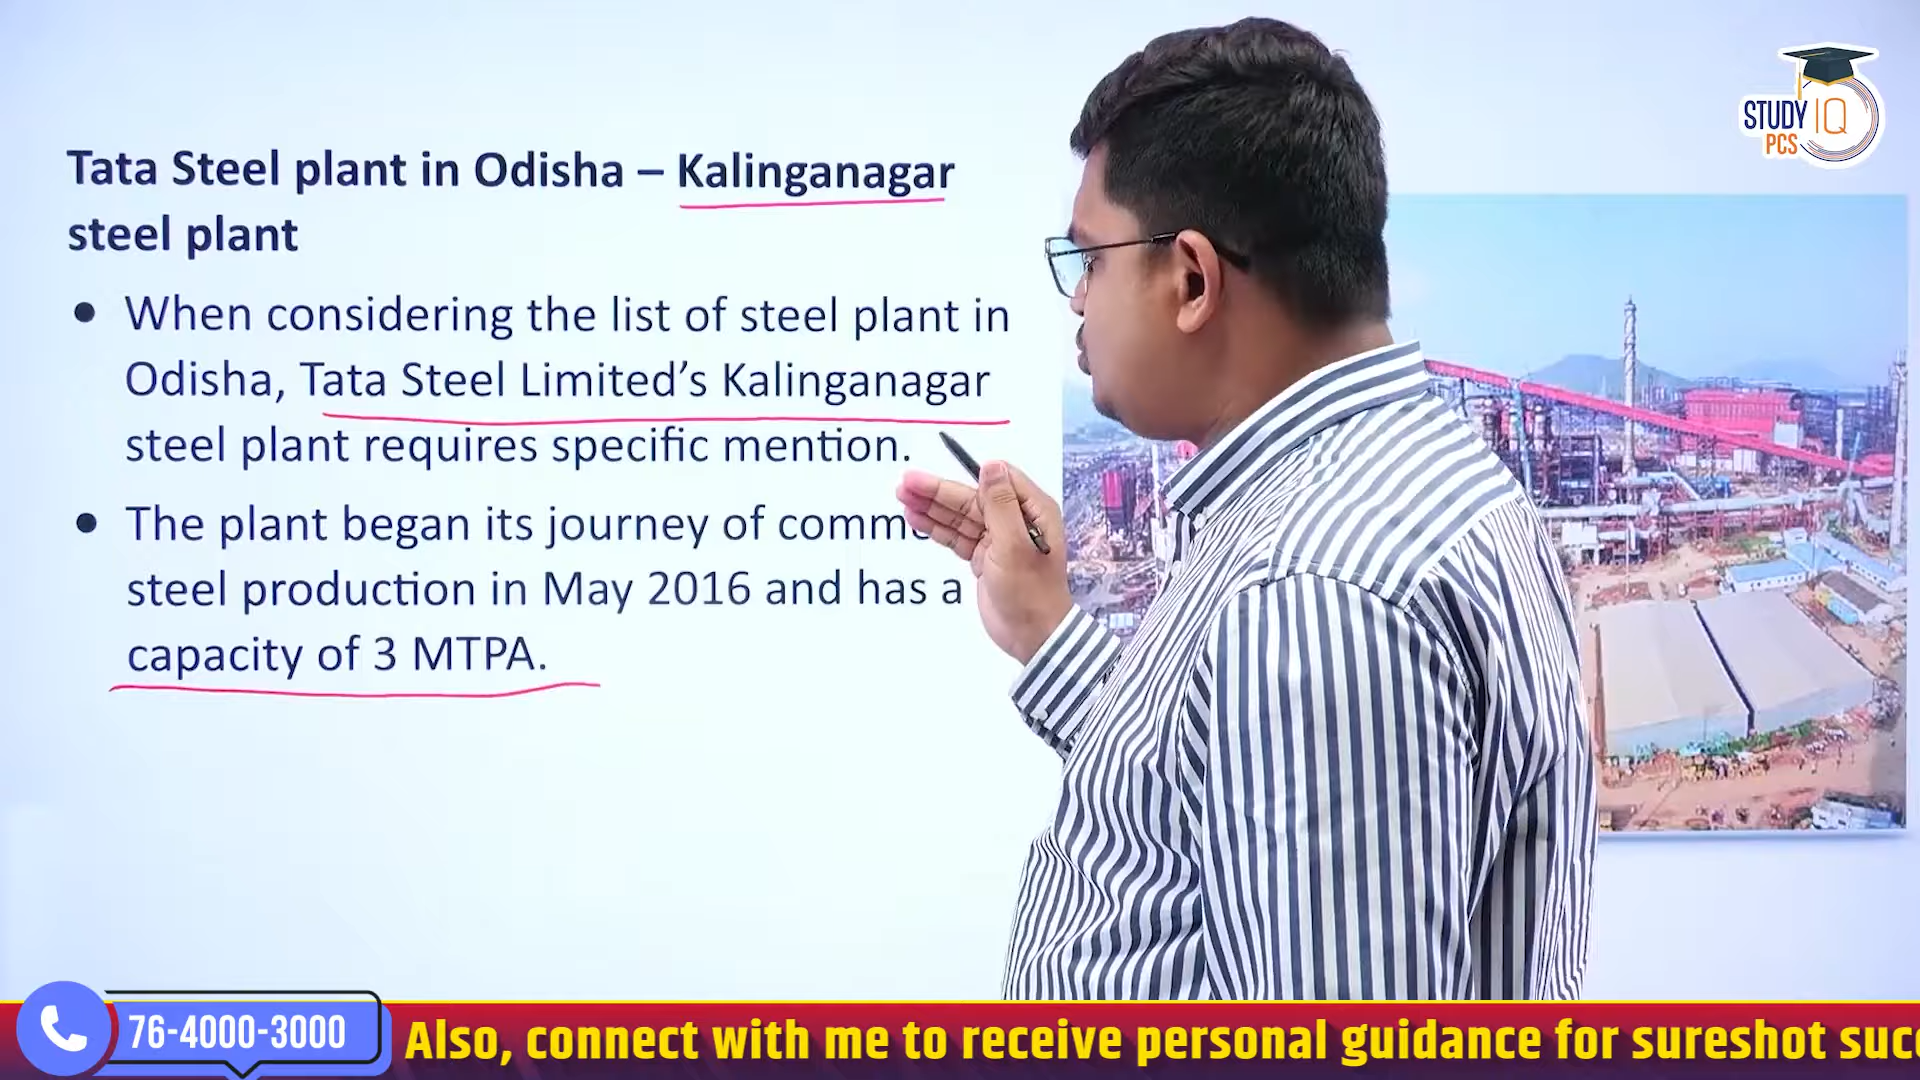 STUDY IQ
PCS
Tata Steel plant in Odisha – Kalinganagar
steel plant
• When considering the list of steel plant in
Odisha, Tata Steel Limited’s Kalinganagar
steel plant requires specific mention.
• The plant began its journey of
steel production in May 2016 and has a
capacity of 3 MTPA.
76-4000-3000
Also, connect with me to receive personal guidance for sureshot